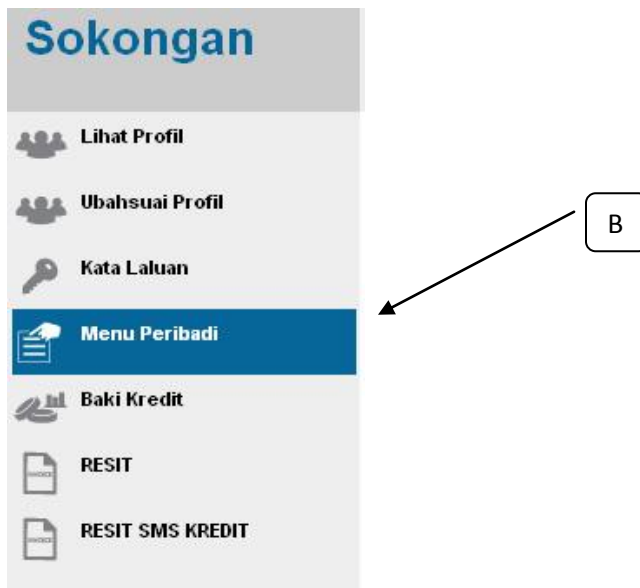 Sokongan
Lihat Profil
Ubahsuai Profil
B
Kata Laluan
Menu Peribadi
Baki Kredit
RESIT
RESIT SMS KREDIT